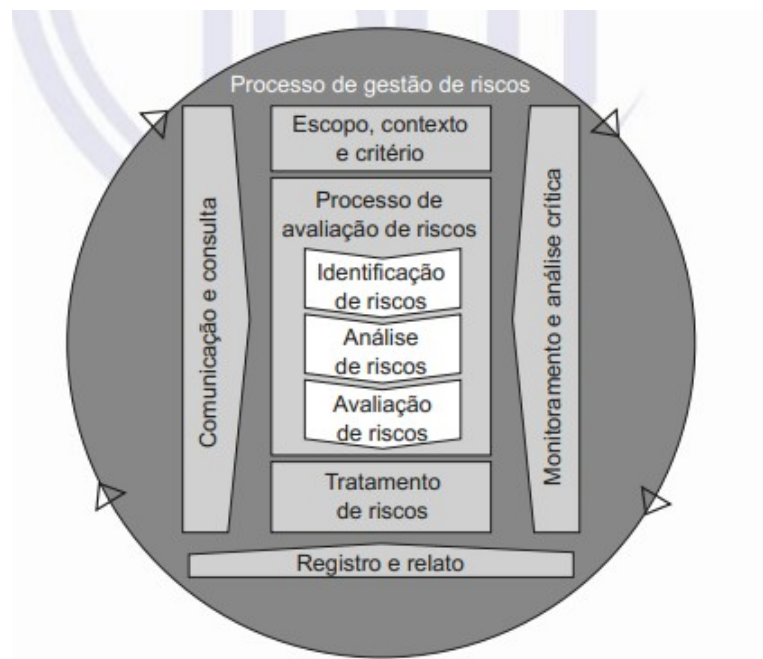 Processo de gestão de riscos
Escopo, contexto
e critério
Processo de
avaliação de riscos
Identificação
de riscos
Análise
de riscos
Avaliação
de riscos
Tratamento
de riscos
Comunicação e consulta
Monitoramento e análise crítica
Registro e relato